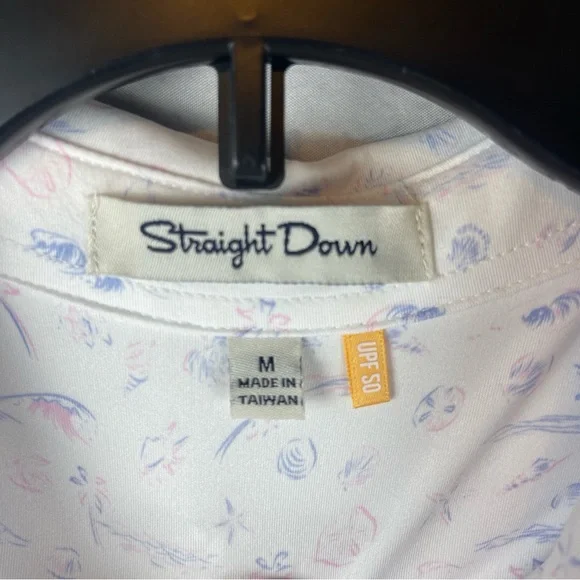 Straight Down
M
MADE IN
TAIWAN
UPF 50